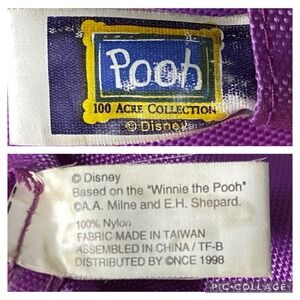 Pooh
100 ACRE COLLECTION
© Disney
© Disney
Based on the "Winnie the Pooh"
©A.A. Milne and E.H. Shepard.
100% Nylon
FABRIC MADE IN TAIWAN
ASSEMBLED IN CHINA / TF-B
DISTRIBUTED BY ©NCE 1998
PIC•COLLAGE